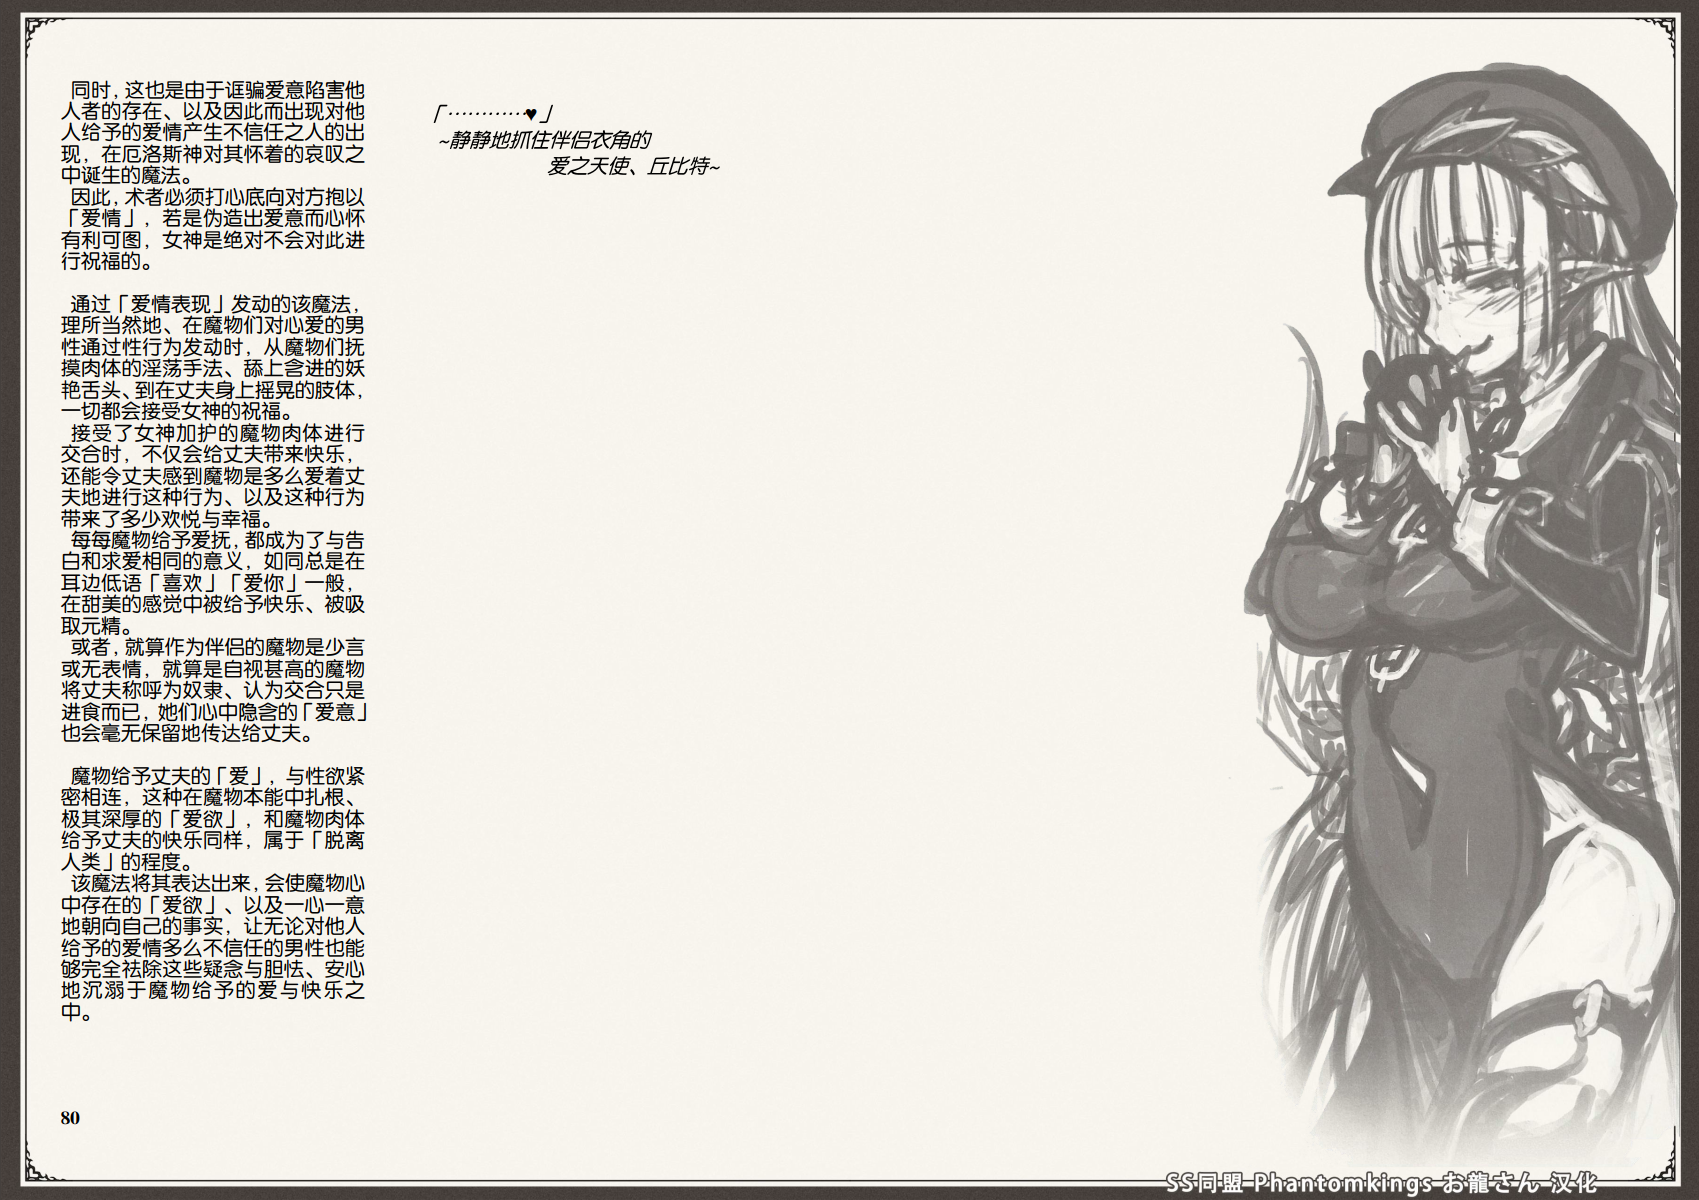 同时，这也是由于诓骗爱意陷害他
人者的存在、以及因此而出现对他
人给予的爱情产生不信任之人的出
现，在厄洛斯神对其怀着的哀叹之
中诞生的魔法。
因此，术者必须打心底向对方抱以
「爱情」，若是伪造出爱意而心怀
有利可图，女神是绝对不会对此进
行祝福的。
通过「爱情表现」发动的该魔法，
理所当然地、在魔物们对心爱的男
性通过性行为发动时，从魔物们抚
摸肉体的淫荡手法、舔上含进的妖
艳舌头、到在丈夫身上摇晃的肢体，
一切都会接受女神的祝福。
接受了女神加护的魔物肉体进行
交合时，不仅会给丈夫带来快乐，
还能令丈夫感到魔物是多么爱着丈
夫地进行这种行为、以及这种行为
带来了多少欢悦与幸福。
每每魔物给予爱抚，都成为了与告
白和求爱相同的意义，如同总是在
耳边低语「喜欢」「爱你」一般，
在甜美的感觉中被给予快乐、被吸
取元精。
或者，就算作为伴侣的魔物是少言
或无表情，就算是自视甚高的魔物
将丈夫称呼为奴隶、认为交合只是
进食而已，她们心中隐含的「爱意」
也会毫无保留地传达给丈夫。
魔物给予丈夫的「爱」，与性欲紧
密相连，这种在魔物本能中扎根、
极其深厚的「爱欲」，和魔物肉体
给予丈夫的快乐同样，属于「脱离
人类」的程度。
该魔法将其表达出来，会使魔物心
中存在的「爱欲」、以及一心一意
地朝向自己的事实，让无论对他人
给予的爱情多么不信任的男性也能
够完全祛除这些疑念与胆怯、安心
地沉溺于魔物给予的爱与快乐之
中。
80
「…………♥」
~静静地抓住伴侣衣角的
爱之天使、丘比特~
SS同盟 Phantomkings お龍さん 汉化